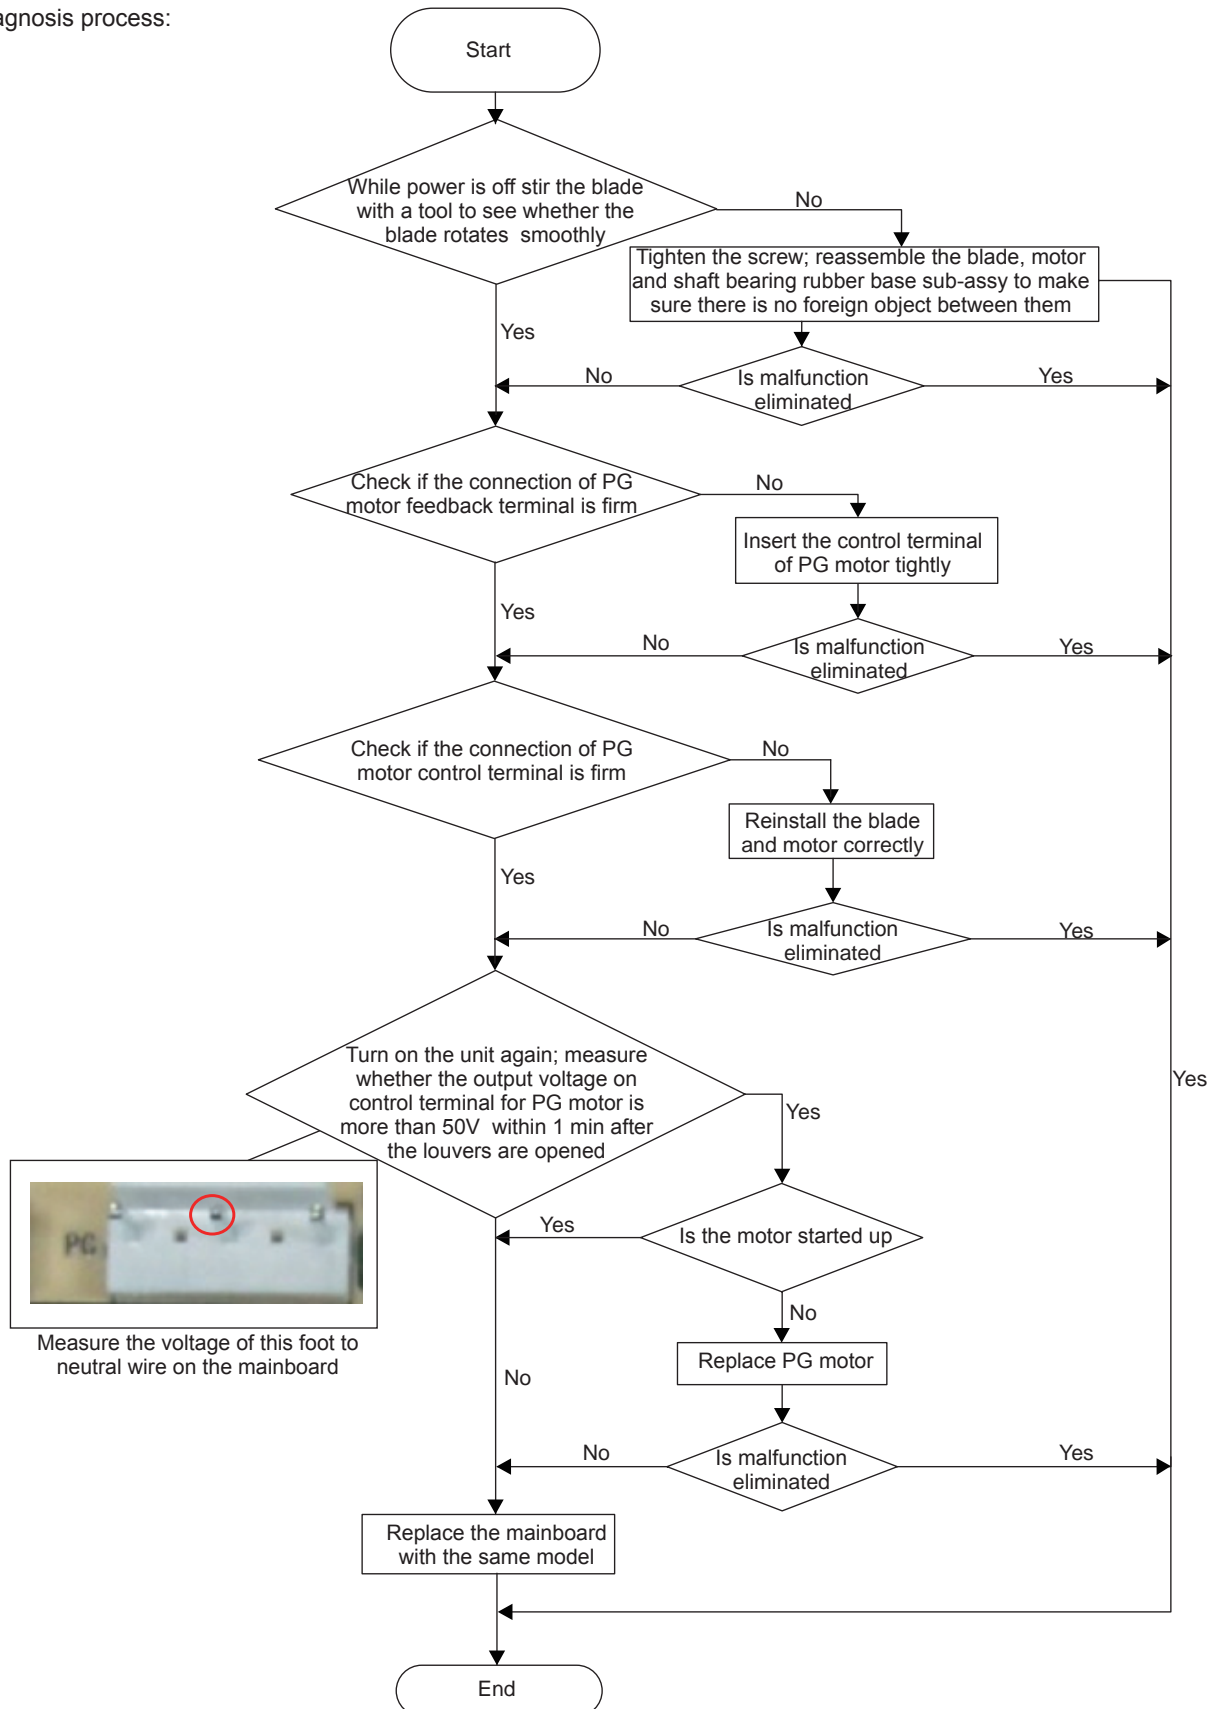 agnosis process:
Start
While power is off stir the blade
with a tool to see whether the
blade rotates smoothly
No
Tighten the screw; reassemble the blade, motor
and shaft bearing rubber base sub-assy to make
sure there is no foreign object between them
Yes
No
Is malfunction
eliminated
Yes
Check if the connection of PG
motor feedback terminal is firm
No
Insert the control terminal
of PG motor tightly
Yes
No
Is malfunction
eliminated
Yes
Check if the connection of PG
motor control terminal is firm
No
Reinstall the blade
and motor correctly
Yes
No
Is malfunction
eliminated
Yes
Turn on the unit again; measure
whether the output voltage on
control terminal for PG motor is
more than 50V within 1 min after
the louvers are opened
Yes
Yes
PG
Measure the voltage of this foot to
neutral wire on the mainboard
Yes
Is the motor started up
No
Replace PG motor
No
No
Is malfunction
eliminated
Yes
Replace the mainboard
with the same model
End